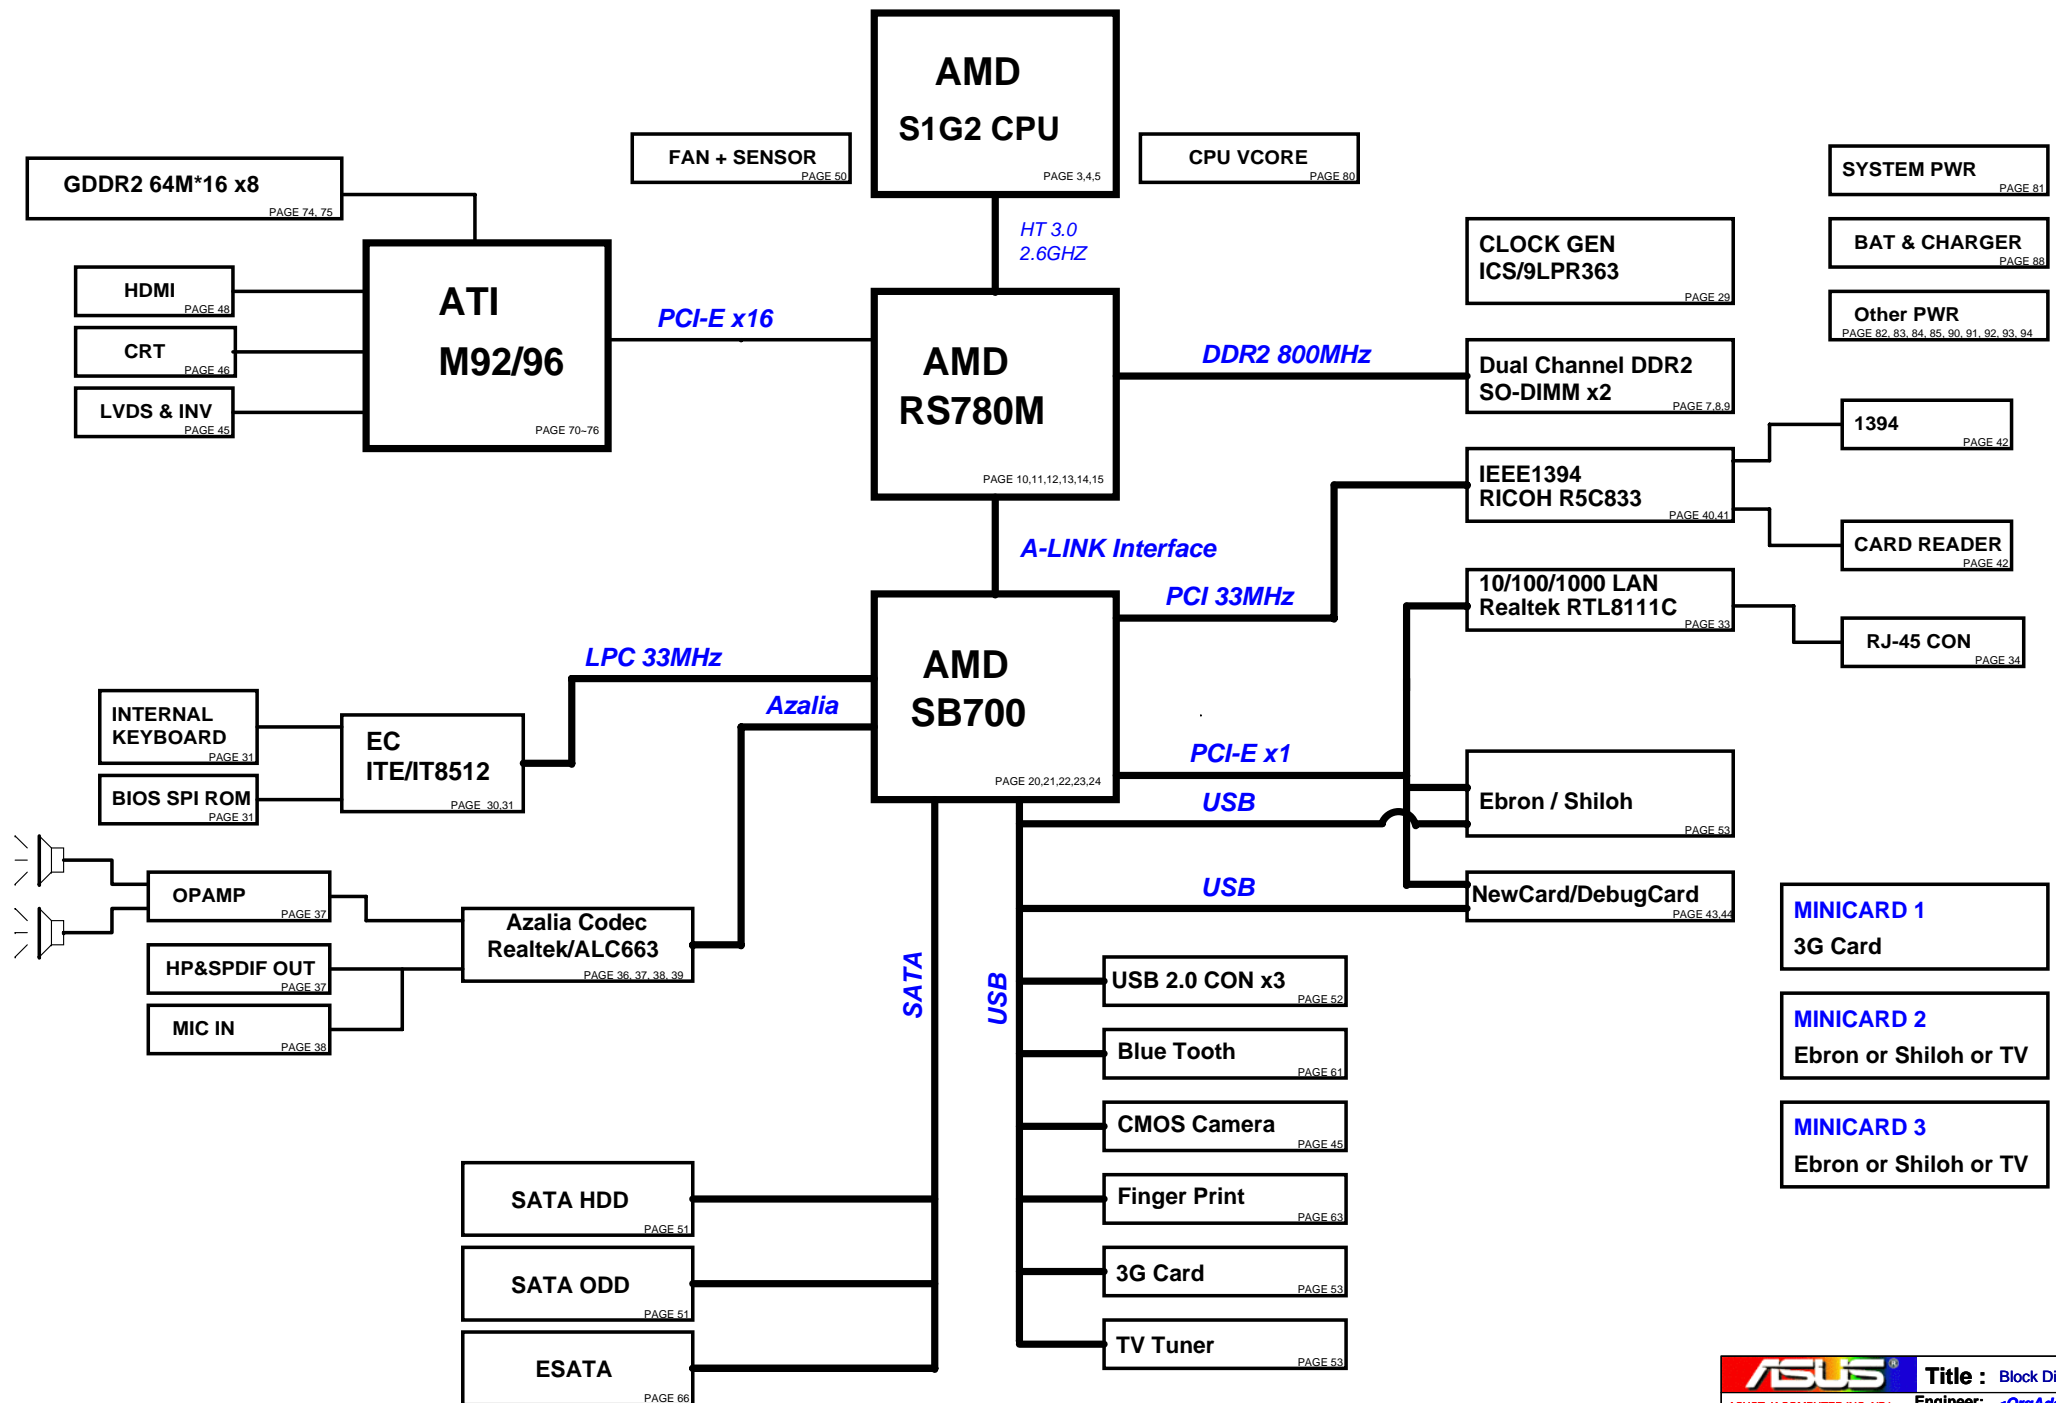 AMD
S1G2 CPU
PAGE 3,4,5
FAN + SENSOR
PAGE 50
CPU VCORE
PAGE 80
SYSTEM PWR
PAGE 81
BAT & CHARGER
PAGE 88
Other PWR
PAGE 82, 83, 84, 85, 90, 91, 92, 93, 94
GDDR2 64M*16 x8
PAGE 74, 75
HDMI
PAGE 48
CRT
PAGE 46
LVDS & INV
PAGE 45
ATI
M92/96
PAGE 70~76
PCI-E x16
HT 3.0
2.6GHZ
AMD
RS780M
PAGE 10,11,12,13,14,15
DDR2 800MHz
CLOCK GEN
ICS/9LPR363
PAGE 29
Dual Channel DDR2
SO-DIMM x2
PAGE 7,8,9
IEEE1394
RICOH R5C833
PAGE 40,41
1394
PAGE 42
CARD READER
PAGE 42
A-LINK Interface
PCI 33MHz
10/100/1000 LAN
Realtek RTL8111C
PAGE 33
RJ-45 CON
PAGE 34
LPC 33MHz
Azalia
AMD
SB700
PAGE 20,21,22,23,24
INTERNAL
KEYBOARD
PAGE 31
BIOS SPI ROM
PAGE 31
EC
ITE/IT8512
PAGE 30,31
PCI-E x1
USB
Ebron / Shiloh
PAGE 53
USB
NewCard/DebugCard
PAGE 43,44
OPAMP
PAGE 37
HP&SPDIF OUT
PAGE 37
MIC IN
PAGE 38
Azalia Codec
Realtek/ALC663
PAGE 36, 37, 38, 39
SATA
USB
USB 2.0 CON x3
PAGE 52
Blue Tooth
PAGE 61
CMOS Camera
PAGE 45
Finger Print
PAGE 63
3G Card
PAGE 53
TV Tuner
PAGE 53
SATA HDD
PAGE 51
SATA ODD
PAGE 51
ESATA
PAGE 66
MINICARD 1
3G Card
MINICARD 2
Ebron or Shiloh or TV
MINICARD 3
Ebron or Shiloh or TV
ASUS ®
Title : Block Di
Engineer: